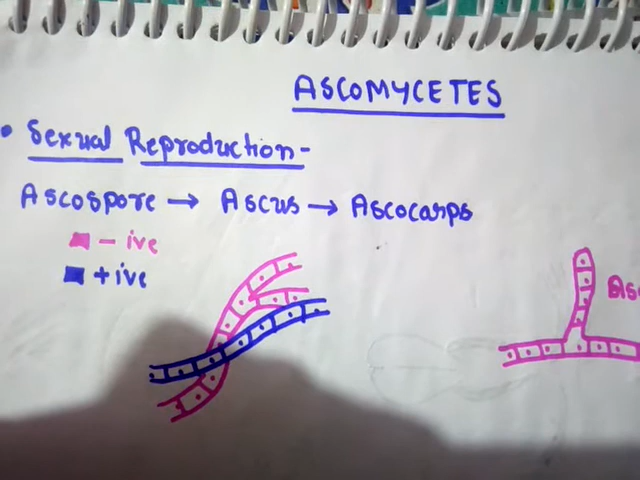 ASCOMYCETES
• Sexual Reproduction-
Ascospore → Ascus → Ascocarps
- ive
+ ive